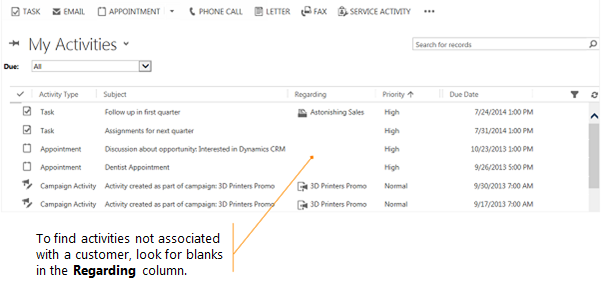 TASK EMAIL APPOINTMENT PHONE CALL LETTER FAX SERVICE ACTIVITY •••
My Activities
Search for records
Due: All
Activity Type Subject Regarding Priority Due Date
Task Follow up in first quarter Astonishing Sales High 7/24/2014 1:00 PM
Task Assignments for next quarter High 7/31/2014 1:00 PM
Appointment Discussion about opportunity: Interested in Dynamics CRM High 10/23/2013 1:00 PM
Appointment Dentist Appointment High 9/26/2013 5:00 PM
Campaign Activity Activity created as part of campaign: 3D Printers Promo 3D Printers Promo Normal 9/30/2013 7:00 AM
Campaign Activity Activity created as part of campaign: 3D Printers Promo 3D Printers Promo Normal 9/17/2013 7:00 AM
To find activities not associated
with a customer, look for blanks
in the Regarding column.